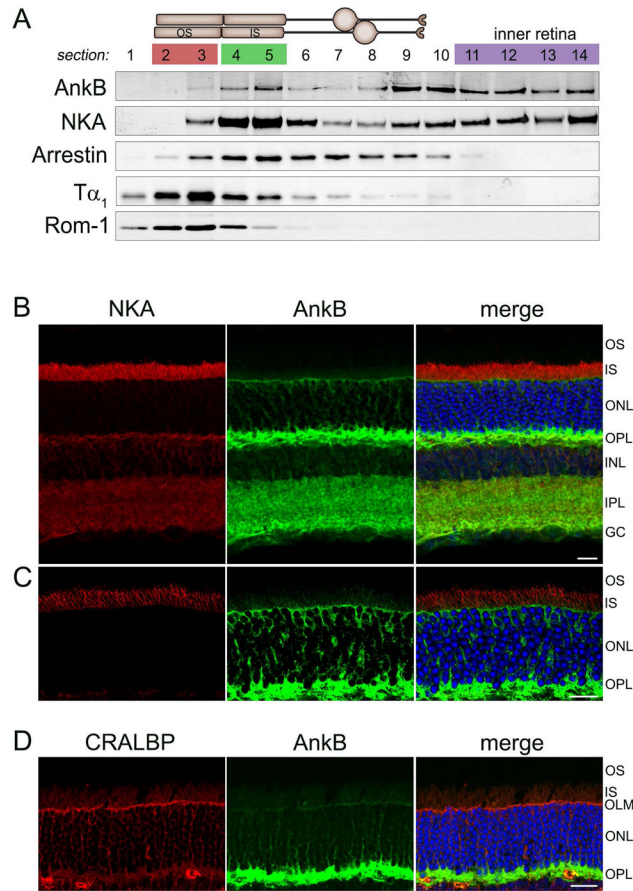 A
OS IS
inner retina
section: 1 2 3 4 5 6 7 8 9 10 11 12 13 14
AnkB
NKA
Arrestin
Tα₁
Rom-1
B
NKA AnkB merge
OS
IS
ONL
OPL
INL
IPL
GC
C
OS
IS
ONL
OPL
D
CRALBP AnkB merge
OS
IS
OLM
ONL
OPL